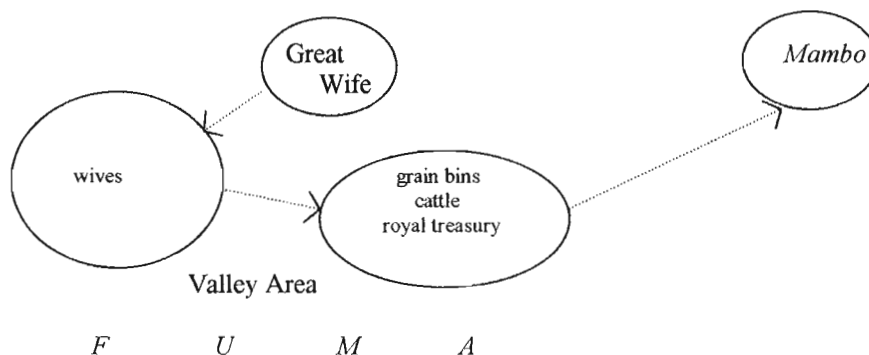 Great
Wife
Mambo
wives
grain bins
cattle
royal treasury
Valley Area
F U M A